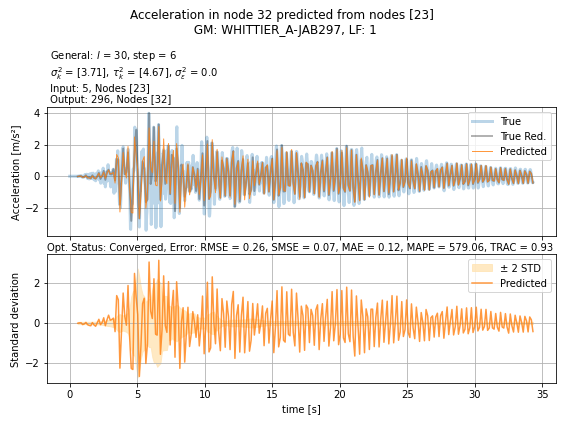 Acceleration in node 32 predicted from nodes [23]
GM: WHITTIER_A-JAB297, LF: 1
General: l = 30, step = 6
σ²ₖ = [3.71], τ²ₖ = [4.67], σ²ε = 0.0
Input: 5, Nodes [23]
Output: 296, Nodes [32]
Acceleration [m/s²]
4
2
0
−2
True
True Red.
Predicted
Opt. Status: Converged, Error: RMSE = 0.26, SMSE = 0.07, MAE = 0.12, MAPE = 579.06, TRAC = 0.93
Standard deviation
2
0
−2
± 2 STD
Predicted
0 5 10 15 20 25 30 35
time [s]